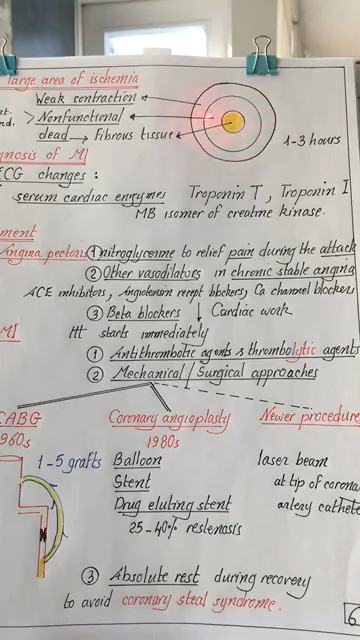 large area of ischemia
Weak contraction
Nonfunctional
dead → Fibrous tissue
1-3 hours
gnosis of MI
ECG changes:
serum cardiac enzymes Troponin T, Troponin I
MB isomer of creatine kinase.
ment
Angina pectoris ① nitroglycerine to relief pain during the attack
② Other vasodilators in chronic stable angina
ACE inhibitors, Angiotensin recept blockers, Ca channel blockers
③ Beta blockers ↓ Cardiac work
MI
ttt starts immediately
① Antithrombotic agents & thrombolytic agents
② Mechanical / Surgical approaches
CABG Coronary angioplasty Newer procedure
1960s 1980s
1-5 grafts Balloon laser beam
Stent at tip of corona
Drug eluting stent artery cathete
25-40% restenosis
③ Absolute rest during recovery
to avoid coronary steal syndrome.
6